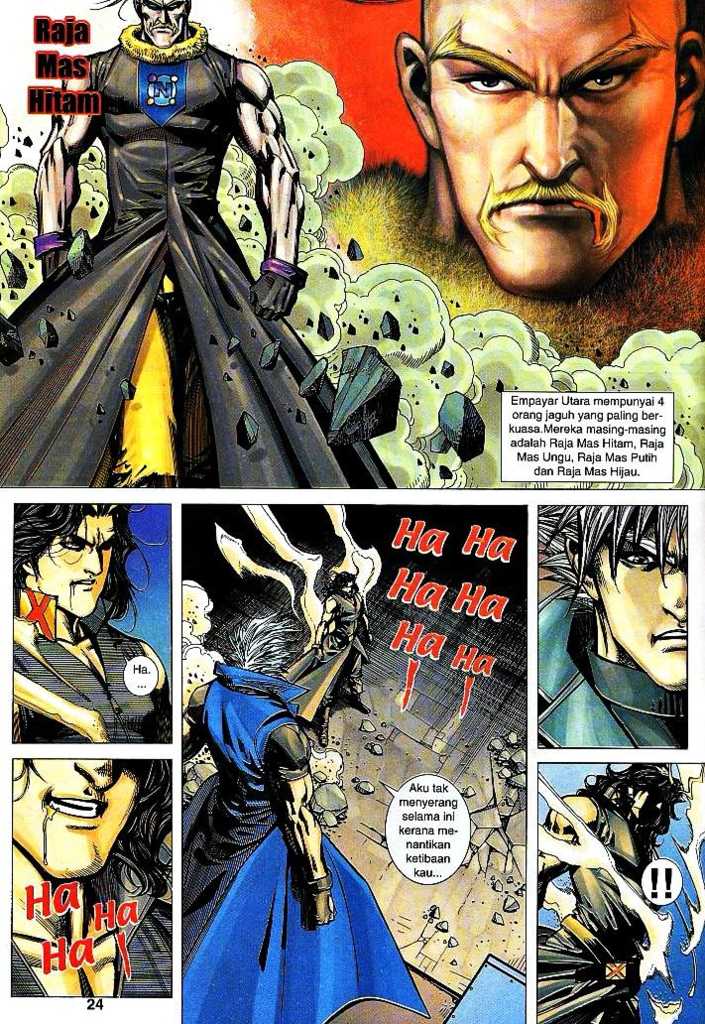 Raja
Mas
Hitam
N
Empayar Utara mempunyai 4
orang jaguh yang paling ber-
kuasa.Mereka masing-masing
adalah Raja Mas Hitam, Raja
Mas Ungu, Raja Mas Putih
dan Raja Mas Hijau.
Ha.
...
Ha Ha
Ha Ha
Ha Ha
Aku tak
menyerang
selama ini
kerana me-
nantikan
ketibaan
kau...
Ha
Ha
Ha
!!
24